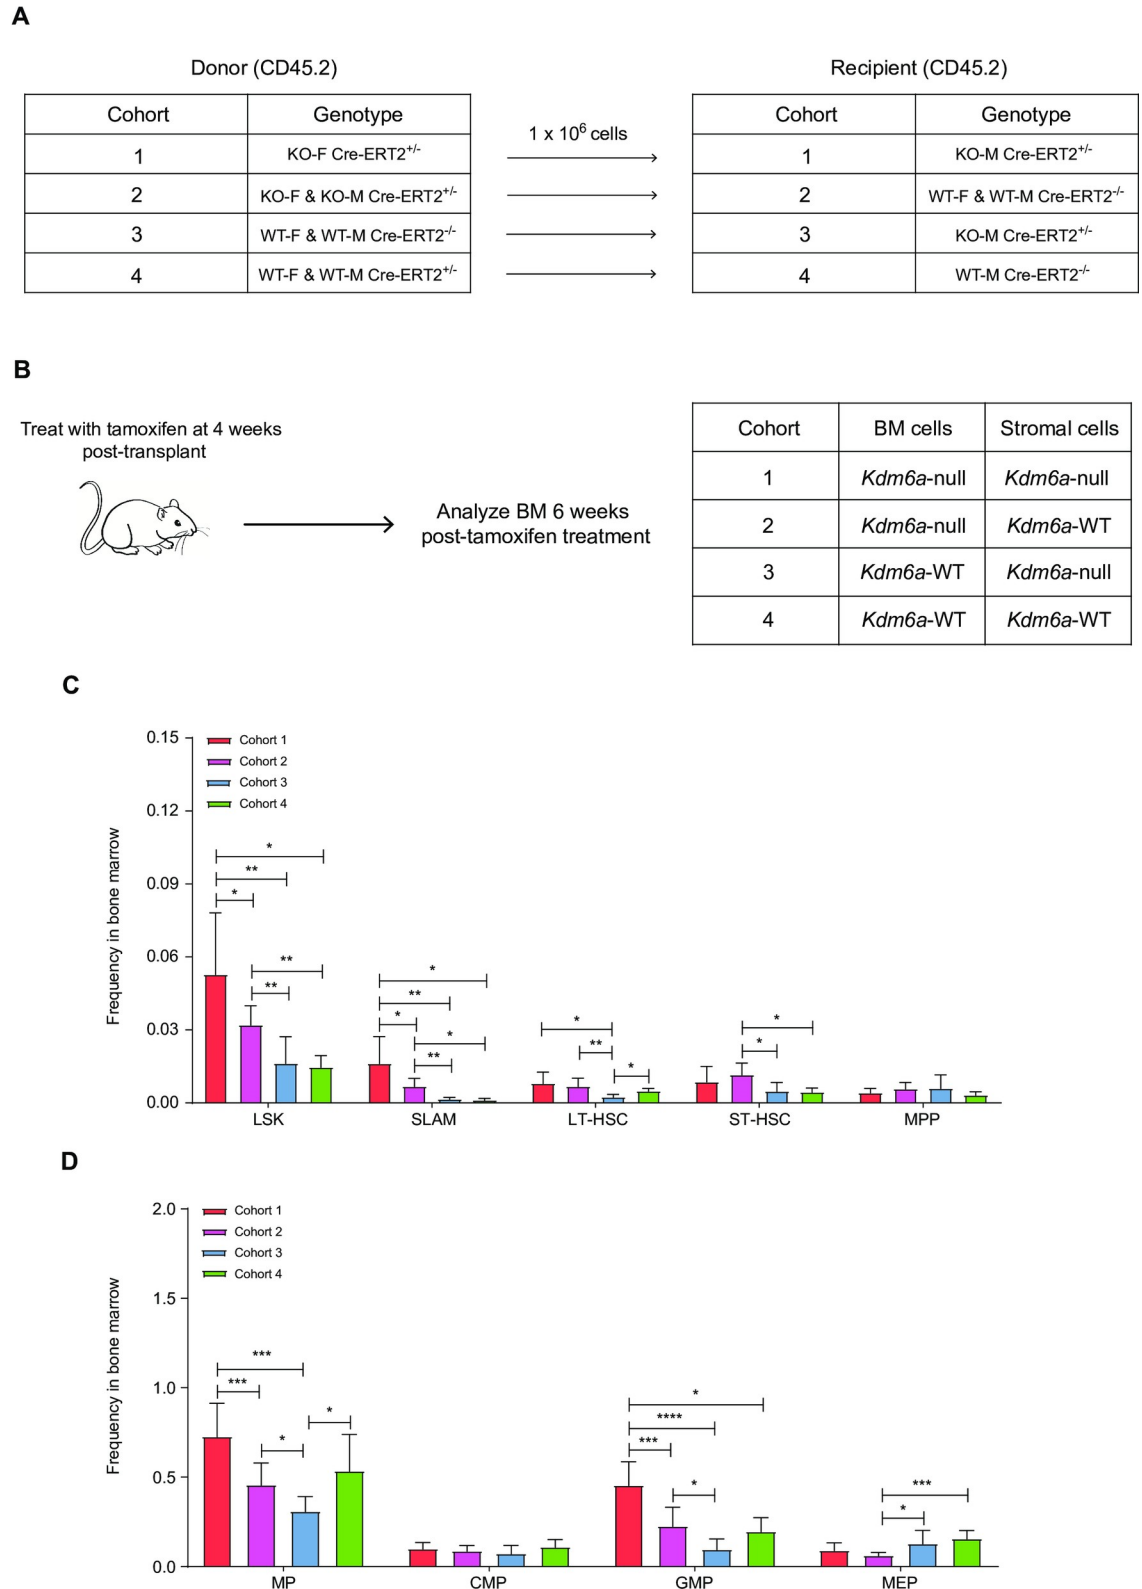 A
Donor (CD45.2)
Recipient (CD45.2)
Cohort Genotype
1 KO-F Cre-ERT2+/-
2 KO-F & KO-M Cre-ERT2+/-
3 WT-F & WT-M Cre-ERT2-/-
4 WT-F & WT-M Cre-ERT2+/-
1 x 10^6 cells
Cohort Genotype
1 KO-M Cre-ERT2+/-
2 WT-F & WT-M Cre-ERT2-/-
3 KO-M Cre-ERT2+/-
4 WT-M Cre-ERT2-/-
B
Treat with tamoxifen at 4 weeks
post-transplant
Analyze BM 6 weeks
post-tamoxifen treatment
Cohort BM cells Stromal cells
1 Kdm6a-null Kdm6a-null
2 Kdm6a-null Kdm6a-WT
3 Kdm6a-WT Kdm6a-null
4 Kdm6a-WT Kdm6a-WT
C
Frequency in bone marrow
0.15
0.12
0.09
0.06
0.03
0.00
Cohort 1
Cohort 2
Cohort 3
Cohort 4
*
**
*
**
**
*
**
*
*
**
*
**
*
*
*
*
LSK SLAM LT-HSC ST-HSC MPP
D
Frequency in bone marrow
2.0
1.5
1.0
0.5
0.0
Cohort 1
Cohort 2
Cohort 3
Cohort 4
***
***
*
*
*
****
***
*
***
*
MP CMP GMP MEP